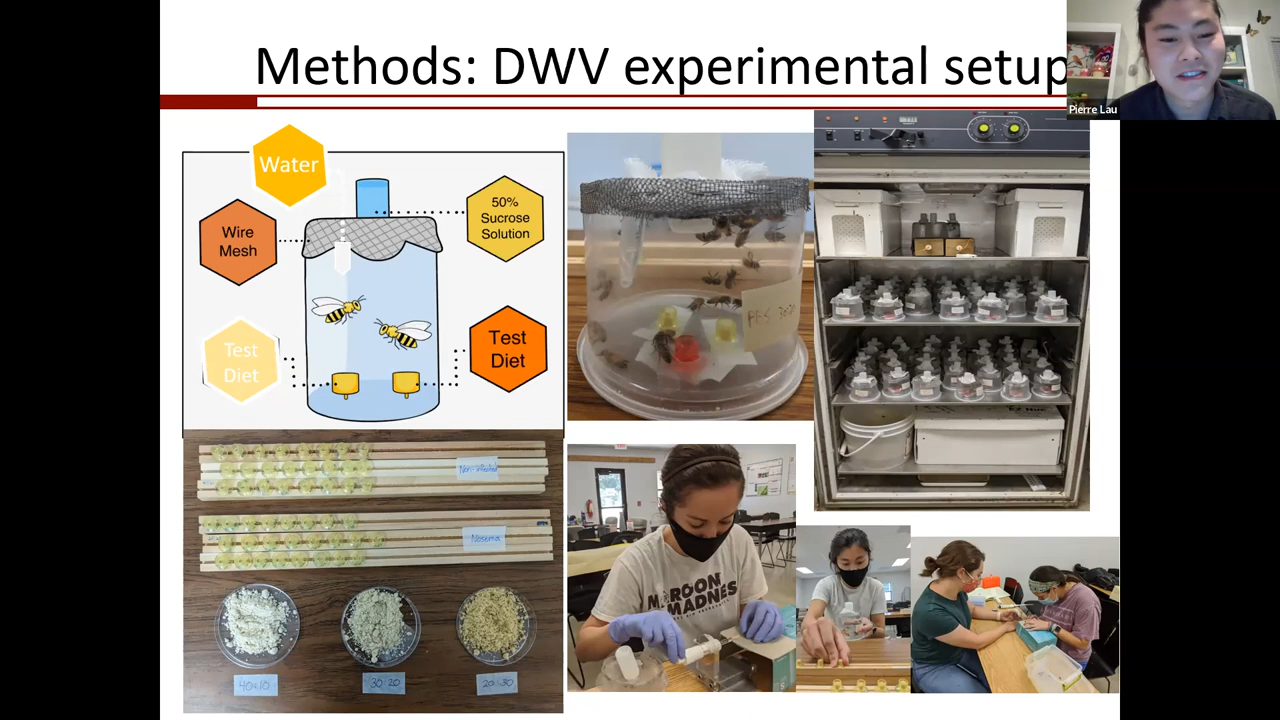 Methods: DWV experimental setup
Pierre Lau
Water
Wire
Mesh
50%
Sucrose
Solution
Test
Diet
Test
Diet
Non-infected
Nosema
40:10
30:20
20:30
MAROON
MADNES